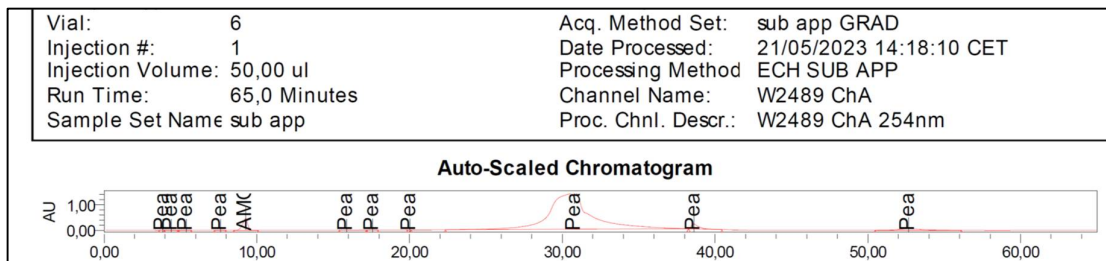 Vial: 6 Acq. Method Set: sub app GRAD
Injection #: 1 Date Processed: 21/05/2023 14:18:10 CET
Injection Volume: 50,00 ul Processing Method ECH SUB APP
Run Time: 65,0 Minutes Channel Name: W2489 ChA
Sample Set Name sub app Proc. Chnl. Descr.: W2489 ChA 254nm
Auto-Scaled Chromatogram
AU 1,00 0,00
Pea Pea Pea Pea AMO Pea Pea Pea Pea Pea Pea
0,00 10,00 20,00 30,00 40,00 50,00 60,00